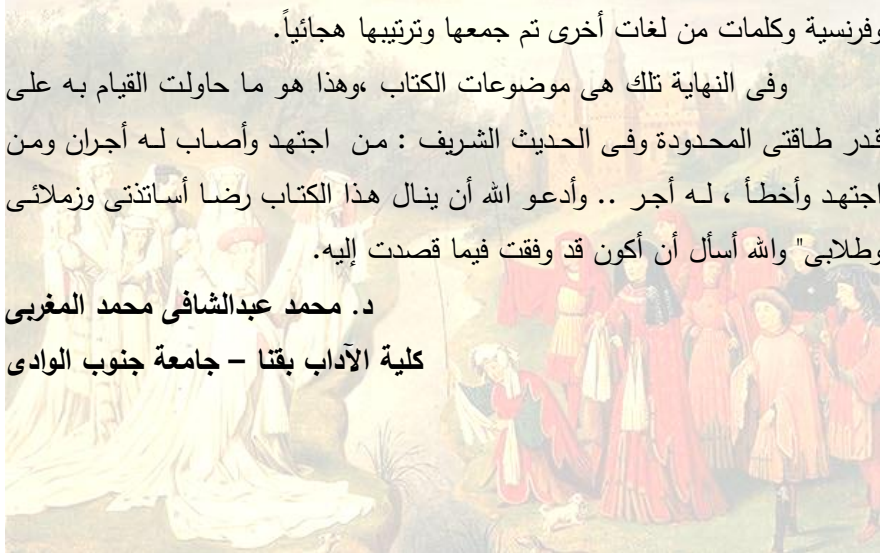 وفرنسية وكلمات من لغات أخرى تم جمعها وترتيبها هجائياً.
وفى النهاية تلك هى موضوعات الكتاب ،وهذا هو ما حاولت القيام به على
قدر طاقتى المحدودة وفى الحديث الشريف : من اجتهد وأصاب له أجران ومن
اجتهد وأخطأ ، له أجر .. وأدعو الله أن ينال هذا الكتاب رضا أساتذتى وزملائى
وطلابى" والله أسأل أن أكون قد وفقت فيما قصدت إليه.
د. محمد عبدالشافى محمد المغربى
كلية الآداب بقنا – جامعة جنوب الوادى